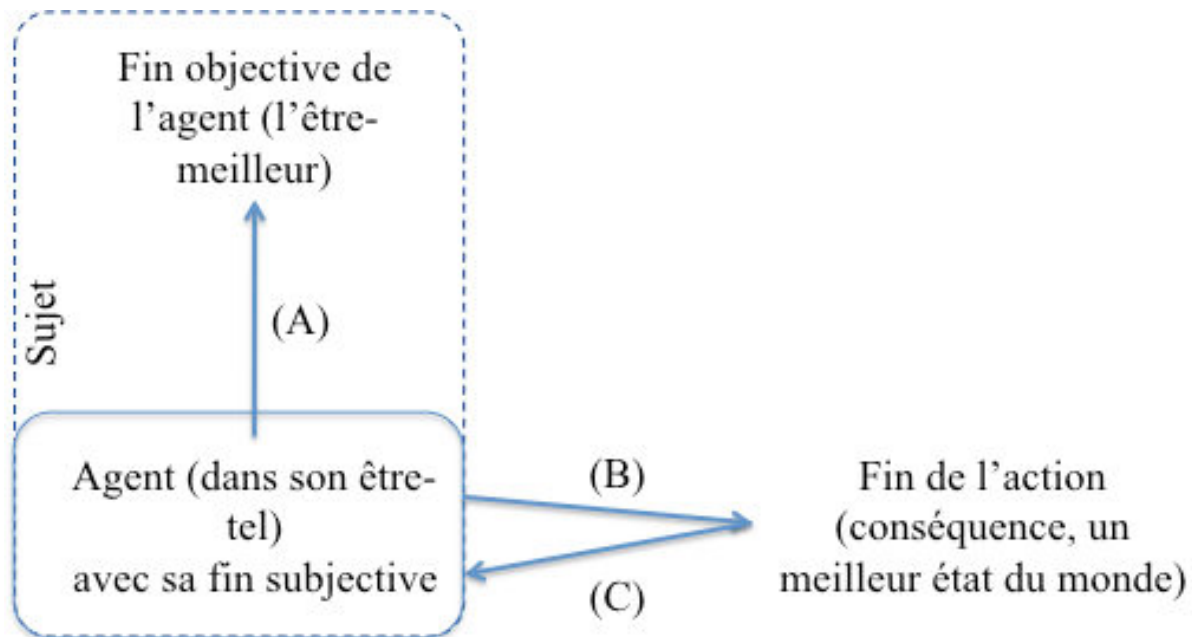 Fin objective de
l’agent (l’être-
meilleur)
Sujet
(A)
Agent (dans son être-
tel)
avec sa fin subjective
(B)
(C)
Fin de l’action
(conséquence, un
meilleur état du monde)